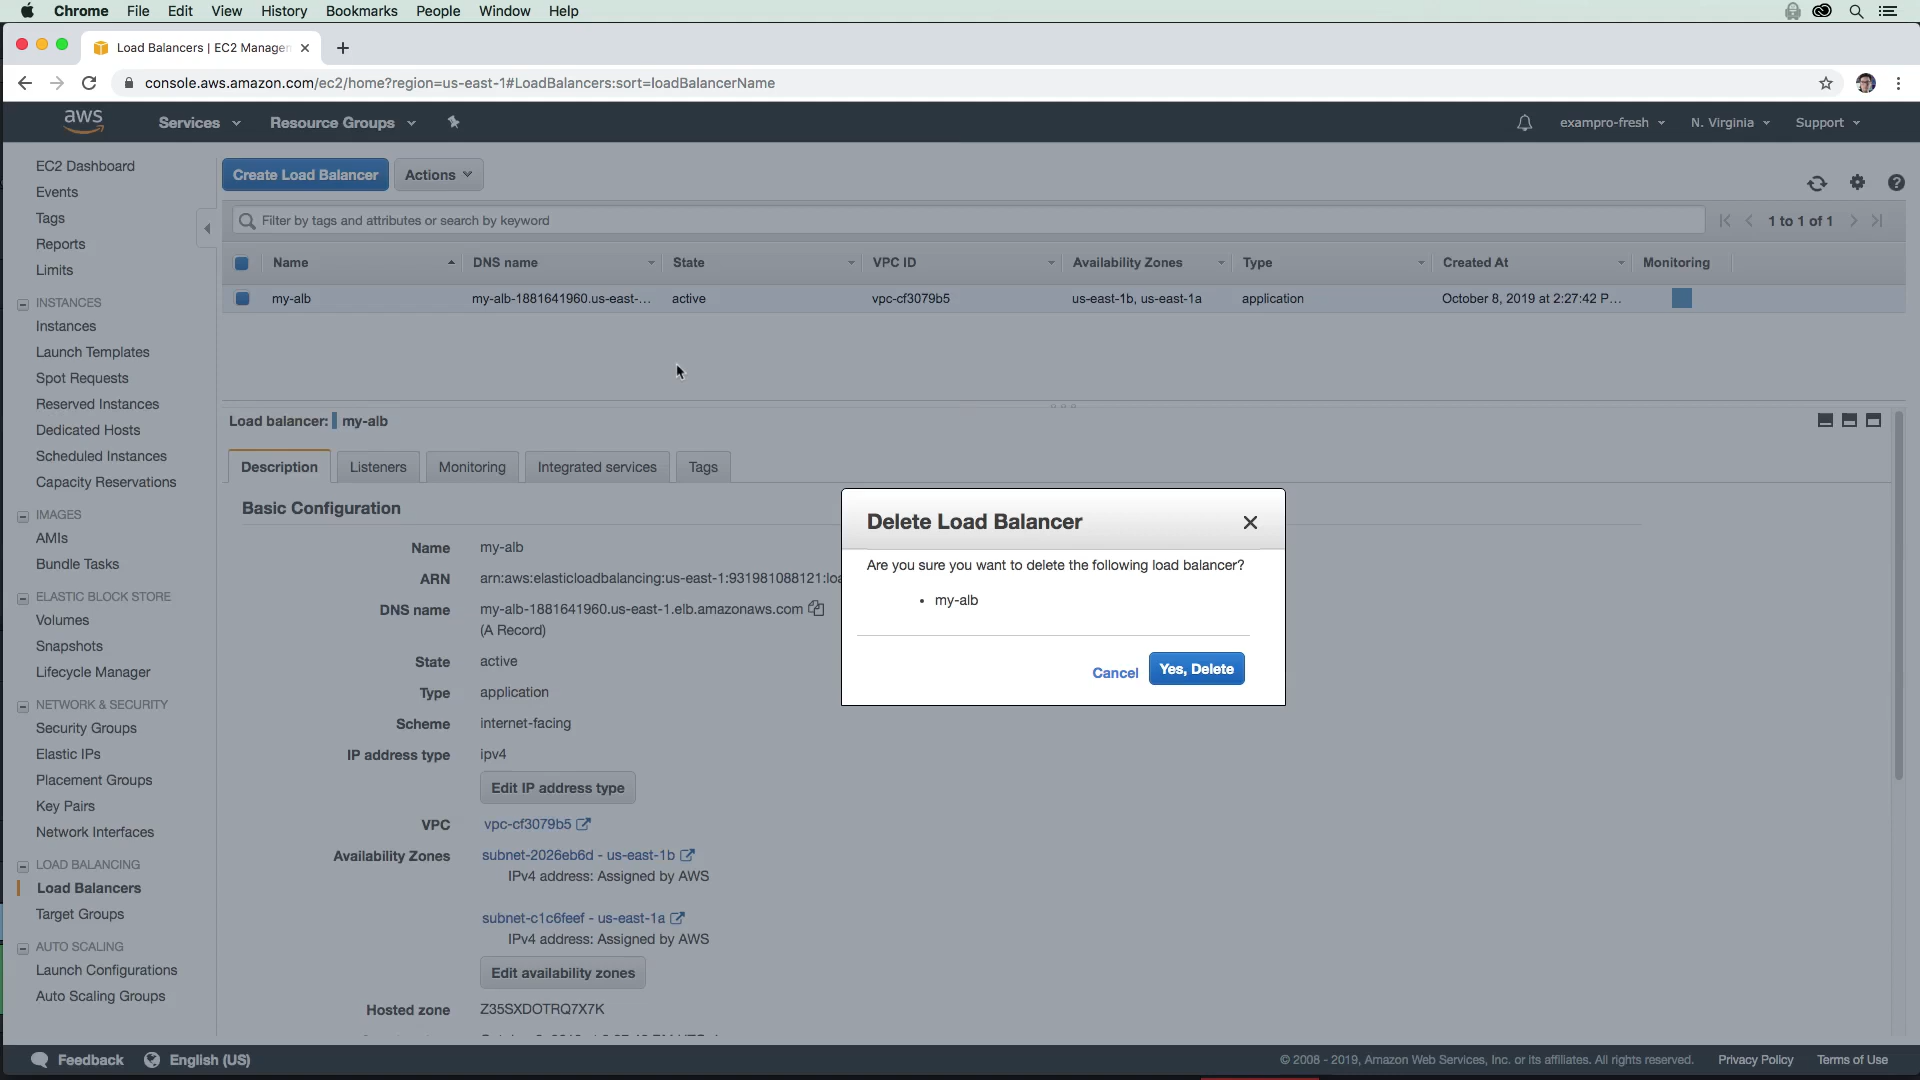 Chrome File Edit View History Bookmarks People Window Help
Load Balancers | EC2 Managem
console.aws.amazon.com/ec2/home?region=us-east-1#LoadBalancers:sort=loadBalancerName
aws Services Resource Groups exampro-fresh N. Virginia Support
EC2 Dashboard
Events
Tags
Reports
Limits
INSTANCES
Instances
Launch Templates
Spot Requests
Reserved Instances
Dedicated Hosts
Scheduled Instances
Capacity Reservations
IMAGES
AMIs
Bundle Tasks
ELASTIC BLOCK STORE
Volumes
Snapshots
Lifecycle Manager
NETWORK & SECURITY
Security Groups
Elastic IPs
Placement Groups
Key Pairs
Network Interfaces
LOAD BALANCING
Load Balancers
Target Groups
AUTO SCALING
Launch Configurations
Auto Scaling Groups
Create Load Balancer Actions
Filter by tags and attributes or search by keyword 1 to 1 of 1
Name DNS name State VPC ID Availability Zones Type Created At Monitoring
my-alb my-alb-1881641960.us-east-... active vpc-cf3079b5 us-east-1b, us-east-1a application October 8, 2019 at 2:27:42 P...
Load balancer: my-alb
Description Listeners Monitoring Integrated services Tags
Basic Configuration
Name my-alb
ARN arn:aws:elasticloadbalancing:us-east-1:931981088121:loa
DNS name my-alb-1881641960.us-east-1.elb.amazonaws.com
(A Record)
State active
Type application
Scheme internet-facing
IP address type ipv4
Edit IP address type
VPC vpc-cf3079b5
Availability Zones subnet-2026eb6d - us-east-1b
IPv4 address: Assigned by AWS
subnet-c1c6feef - us-east-1a
IPv4 address: Assigned by AWS
Edit availability zones
Hosted zone Z35SXDOTRQ7X7K
Delete Load Balancer
Are you sure you want to delete the following load balancer?
• my-alb
Cancel Yes, Delete
Feedback English (US) © 2008 - 2019, Amazon Web Services, Inc. or its affiliates. All rights reserved. Privacy Policy Terms of Use